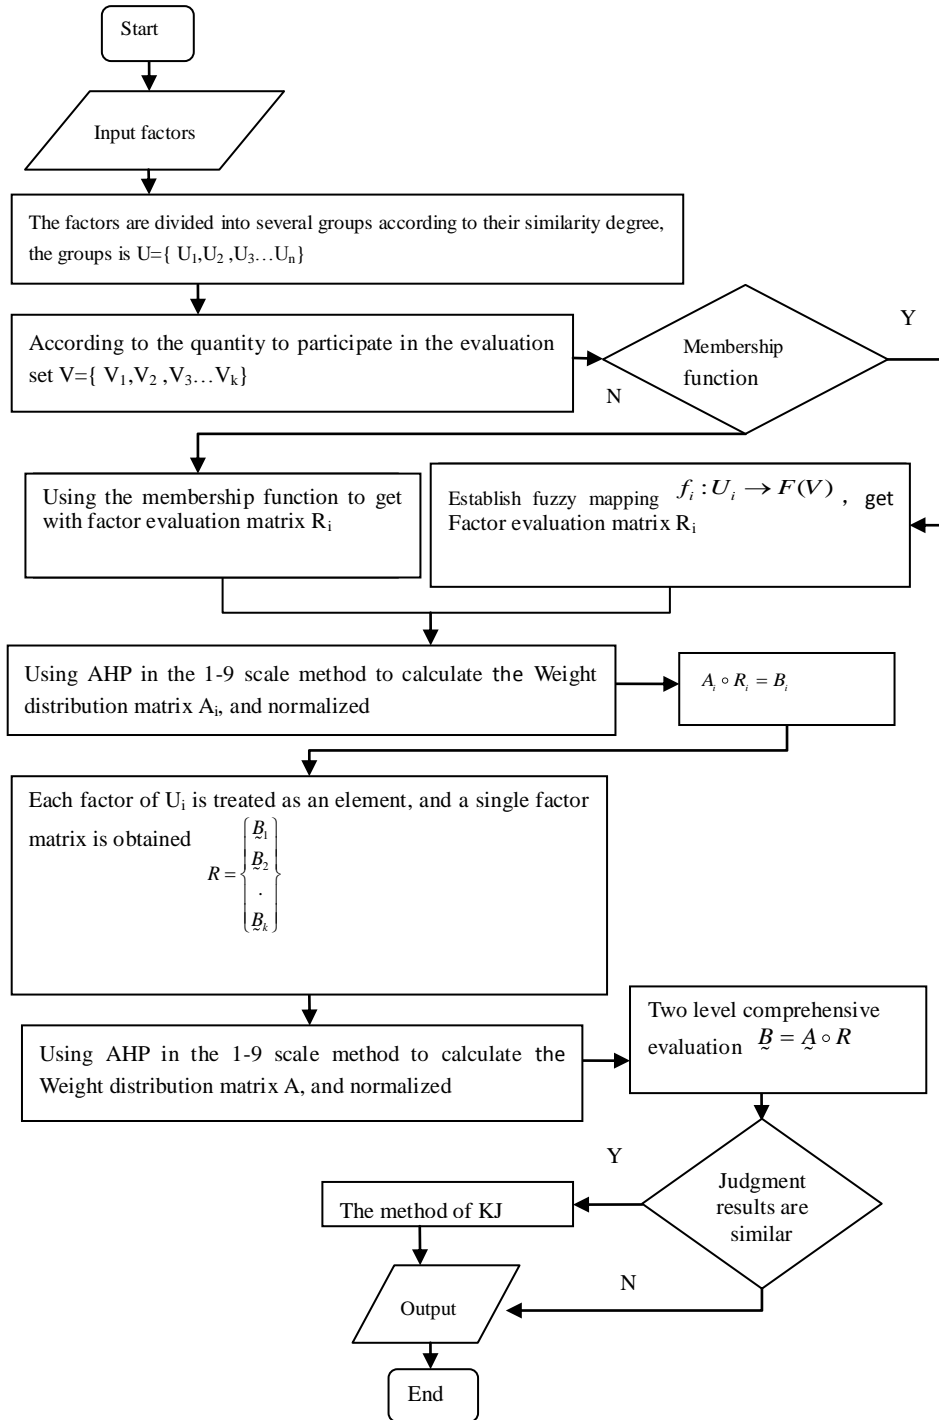 Start
Input factors
The factors are divided into several groups according to their similarity degree,
the groups is U={ U₁,U₂ ,U₃…Uₙ}
According to the quantity to participate in the evaluation
set V={ V₁,V₂ ,V₃…Vₖ}
Membership
function
Y
N
Using the membership function to get
with factor evaluation matrix Rᵢ
Establish fuzzy mapping fᵢ : Uᵢ → F(V) , get
Factor evaluation matrix Rᵢ
Using AHP in the 1-9 scale method to calculate the Weight
distribution matrix Aᵢ, and normalized
Aᵢ ∘ Rᵢ = Bᵢ
Each factor of Uᵢ is treated as an element, and a single factor
matrix is obtained
R = { B̰₁
B̰₂
.
B̰ₖ }
Using AHP in the 1-9 scale method to calculate the
Weight distribution matrix A, and normalized
Two level comprehensive
evaluation B̰ = A̰ ∘ R
Judgment
results are
similar
Y
N
The method of KJ
Output
End